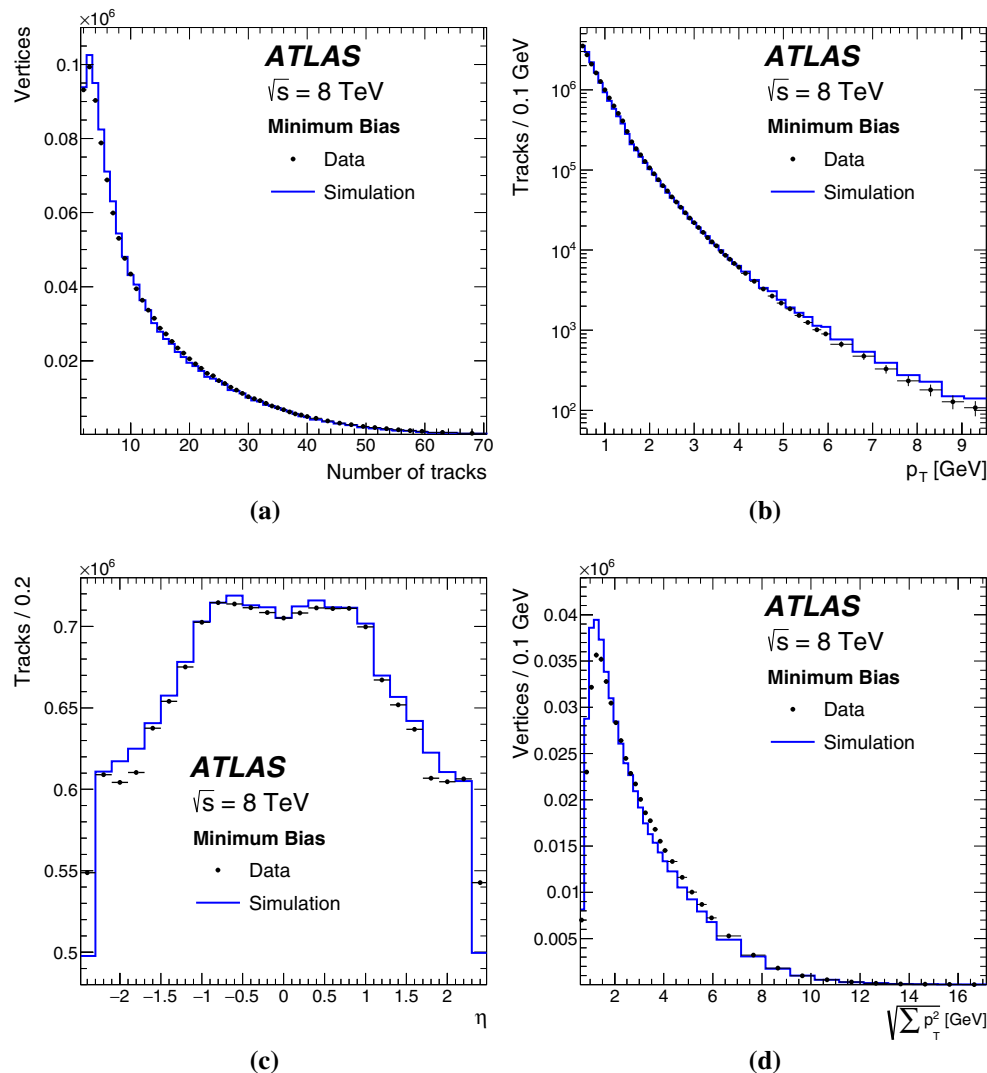 ×10⁶
Vertices
0.1
0.08
0.06
0.04
0.02
10 20 30 40 50 60 70
Number of tracks
ATLAS
√s = 8 TeV
Minimum Bias
Data
Simulation
(a)
Tracks / 0.1 GeV
10⁶
10⁵
10⁴
10³
10²
1 2 3 4 5 6 7 8 9
p_T [GeV]
ATLAS
√s = 8 TeV
Minimum Bias
Data
Simulation
(b)
×10⁶
Tracks / 0.2
0.7
0.65
0.6
0.55
0.5
−2 −1.5 −1 −0.5 0 0.5 1 1.5 2
η
ATLAS
√s = 8 TeV
Minimum Bias
Data
Simulation
(c)
×10⁶
Vertices / 0.1 GeV
0.04
0.035
0.03
0.025
0.02
0.015
0.01
0.005
2 4 6 8 10 12 14 16
√∑ p_T² [GeV]
ATLAS
√s = 8 TeV
Minimum Bias
Data
Simulation
(d)